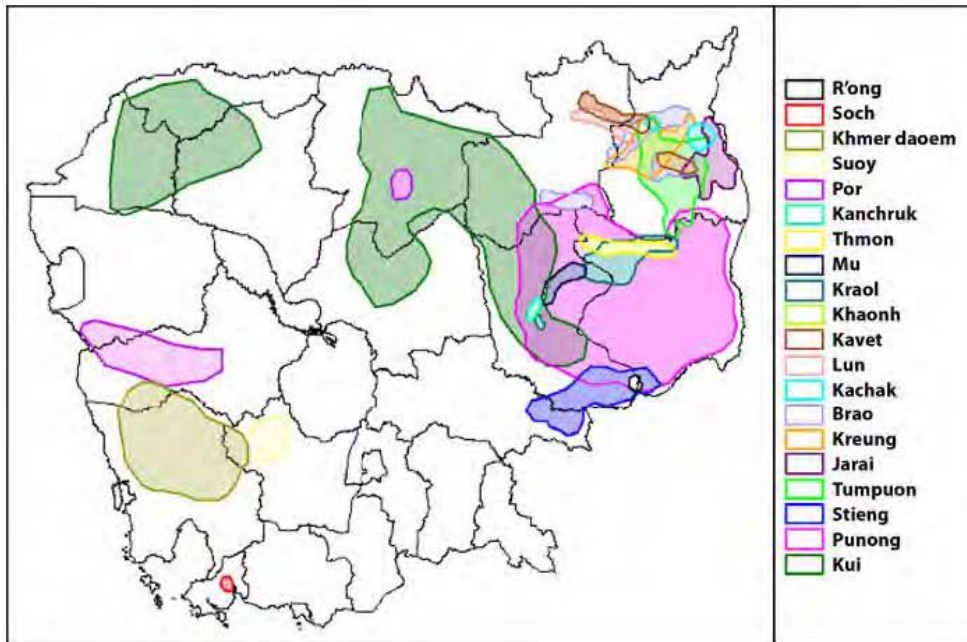 R'ong
Soch
Khmer daoem
Suoy
Por
Kanchruk
Thmon
Mu
Kraol
Khaonh
Kavet
Lun
Kachak
Brao
Kreung
Jarai
Tumpuon
Stieng
Punong
Kui